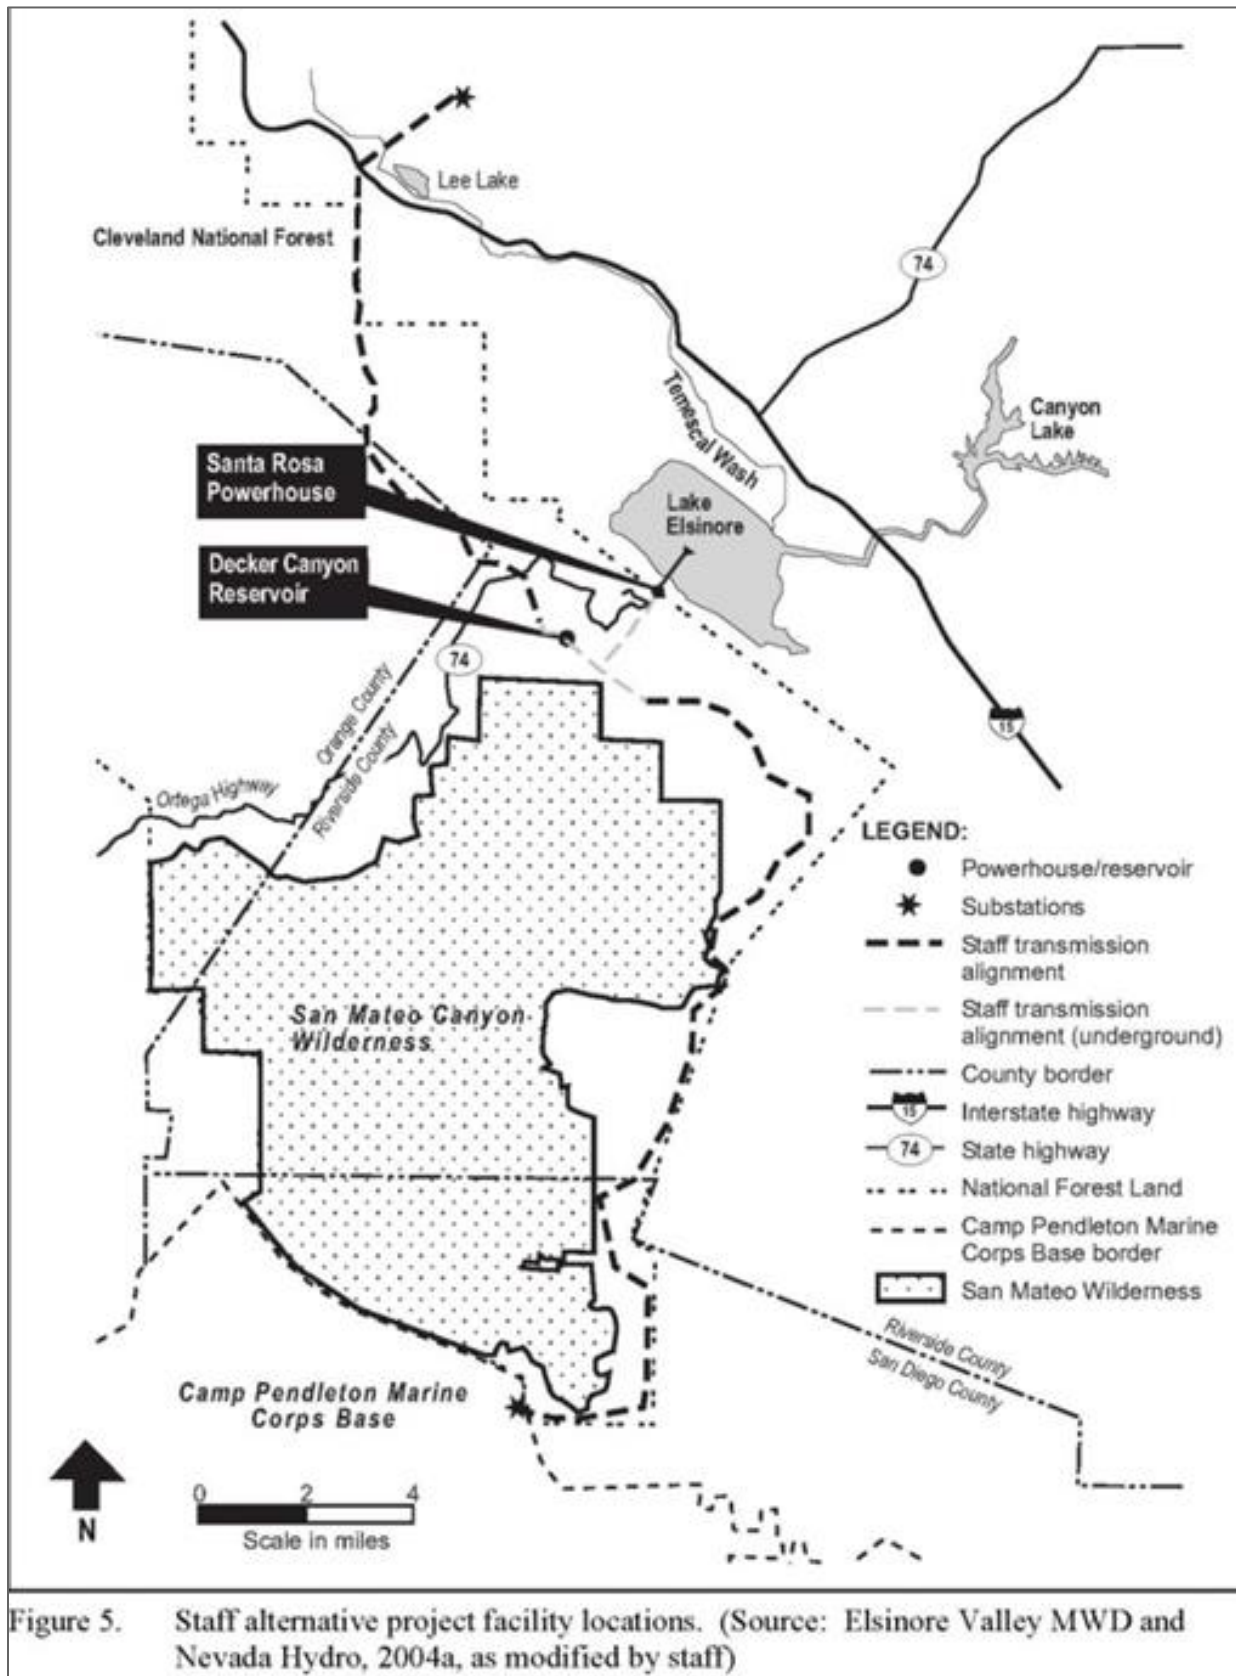 Lee Lake
Cleveland National Forest
74
Canyon
Lake
Temescal Wash
Santa Rosa
Powerhouse
Lake
Elsinore
Decker Canyon
Reservoir
74
15
Orange County
Riverside County
Ortega Highway
LEGEND:
Powerhouse/reservoir
Substations
Staff transmission
alignment
Staff transmission
alignment (underground)
County border
15
Interstate highway
74
State highway
National Forest Land
Camp Pendleton Marine
Corps Base border
San Mateo Wilderness
San Mateo Canyon
Wilderness
Riverside County
San Diego County
Camp Pendleton Marine
Corps Base
N
0 2 4
Scale in miles
Figure 5. Staff alternative project facility locations. (Source: Elsinore Valley MWD and
Nevada Hydro, 2004a, as modified by staff)